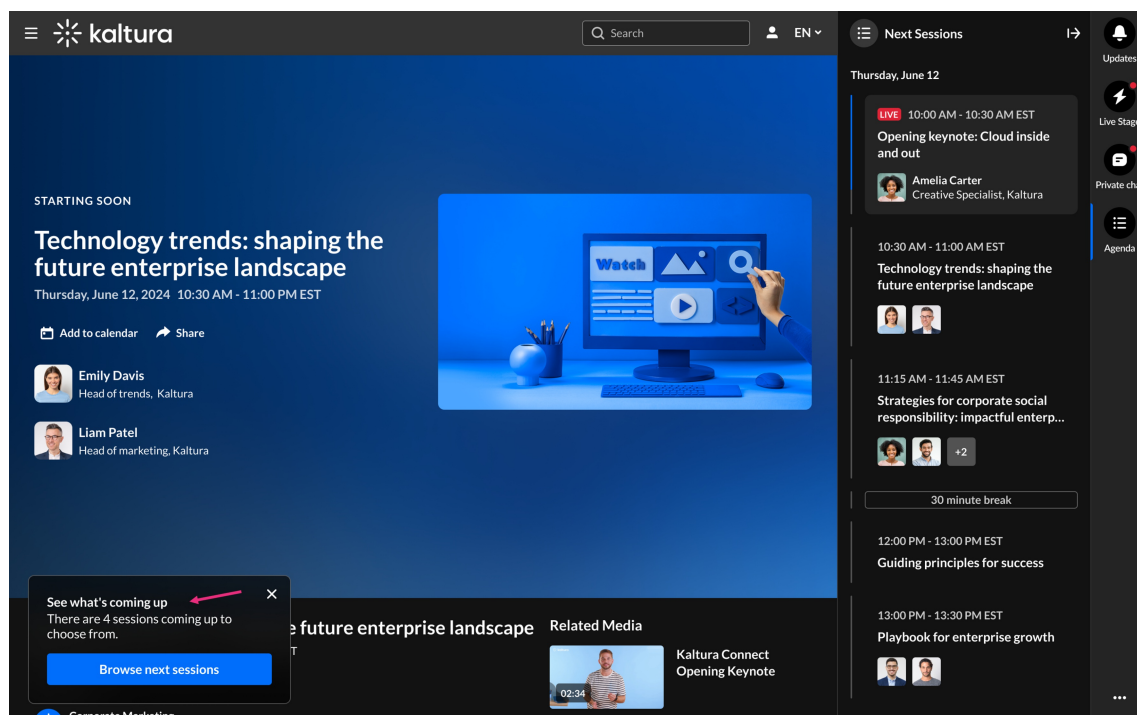 kaltura
Search
EN
STARTING SOON
Technology trends: shaping the
future enterprise landscape
Thursday, June 12, 2024 10:30 AM - 11:00 PM EST
Add to calendar
Share
Emily Davis
Head of trends, Kaltura
Liam Patel
Head of marketing, Kaltura
Watch
See what's coming up
There are 4 sessions coming up to
choose from.
Browse next sessions
future enterprise landscape
Related Media
Kaltura Connect
Opening Keynote
02:34
Next Sessions
Thursday, June 12
LIVE 10:00 AM - 10:30 AM EST
Opening keynote: Cloud inside
and out
Amelia Carter
Creative Specialist, Kaltura
10:30 AM - 11:00 AM EST
Technology trends: shaping the
future enterprise landscape
11:15 AM - 11:45 AM EST
Strategies for corporate social
responsibility: impactful enterp...
+2
30 minute break
12:00 PM - 13:00 PM EST
Guiding principles for success
13:00 PM - 13:30 PM EST
Playbook for enterprise growth
Updates
Live Stage
Private cha
Agenda